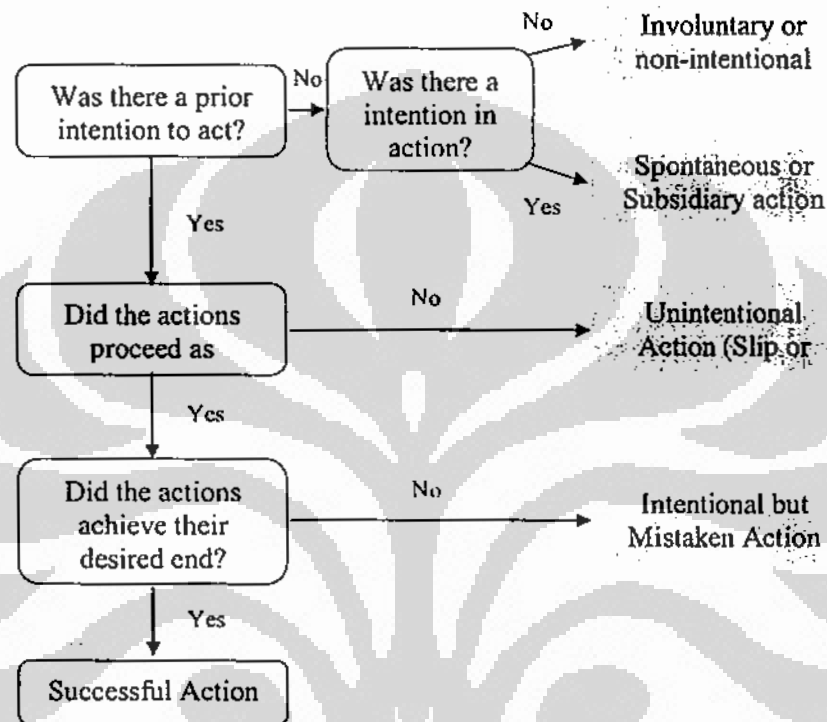 No
Involuntary or
non-intentional
Was there a prior
intention to act?
No
Was there a
intention in
action?
Spontaneous or
Subsidiary action
Yes
Yes
Did the actions
proceed as
No
Unintentional
Action (Slip or
Yes
Did the actions
achieve their
desired end?
No
Intentional but
Mistaken Action
Yes
Successful Action